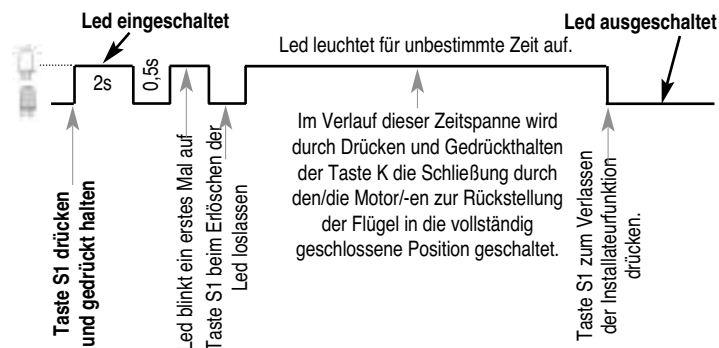 Led eingeschaltet
Led ausgeschaltet
Led leuchtet für unbestimmte Zeit auf.
2s
0,5s
Taste S1 drücken
und gedrückt halten
Led blinkt ein erstes Mal auf
Taste S1 beim Erlöschen der
Led loslassen
Im Verlauf dieser Zeitspanne wird
durch Drücken und Gedrückthalten
der Taste K die Schließung durch
den/die Motor/-en zur Rückstellung
der Flügel in die vollständig
geschlossene Position geschaltet.
Taste S1 zum Verlassen
der Installateurfunktion
drücken.